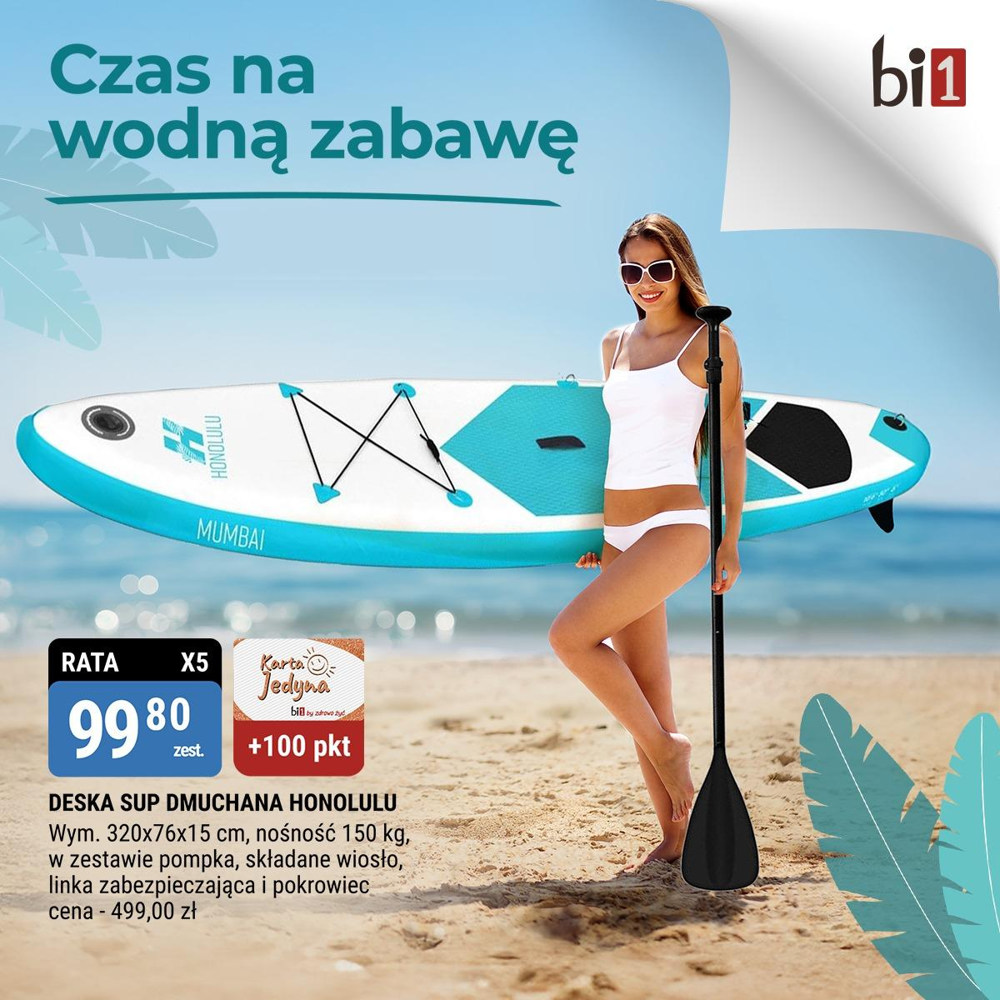 Czas na
wodną zabawę
bi1
H
HONOLULU
MUMBAI
RATA X5
99 80
zest.
Karta
Jedyna
bi1 by zdrowo żyć
+100 pkt
DESKA SUP DMUCHANA HONOLULU
Wym. 320x76x15 cm, nośność 150 kg,
w zestawie pompka, składane wiosło,
linka zabezpieczająca i pokrowiec
cena - 499,00 zł